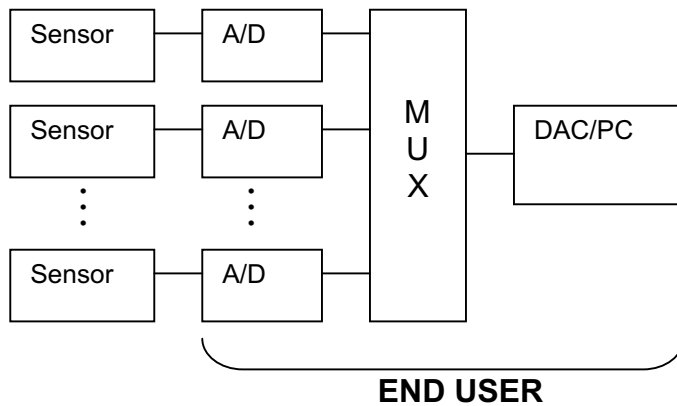 Sensor
A/D
Sensor
A/D
Sensor
A/D
M
U
X
DAC/PC
END USER